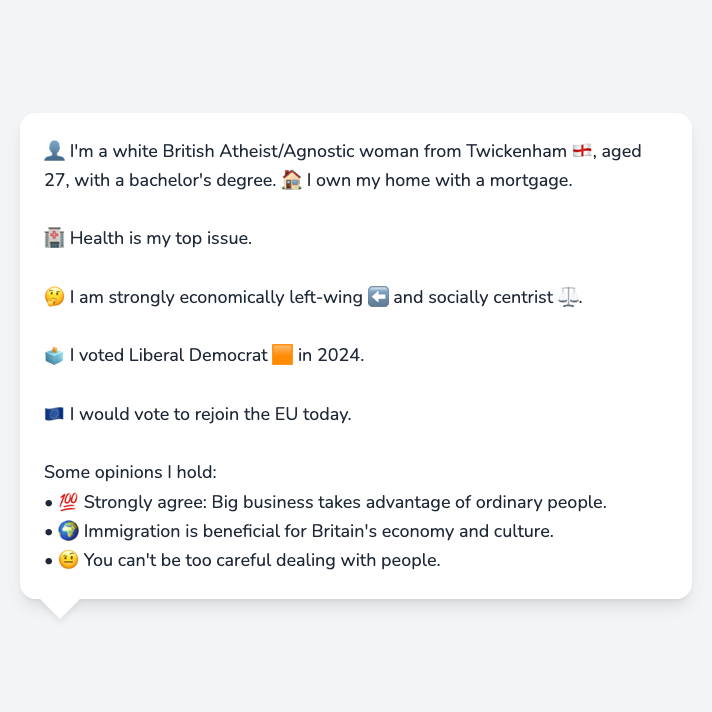 👤 I'm a white British Atheist/Agnostic woman from Twickenham 🏴󠁧󠁢󠁥󠁮󠁧󠁿, aged
27, with a bachelor's degree. 🏠 I own my home with a mortgage.
🏥 Health is my top issue.
🤔 I am strongly economically left-wing ⬅️ and socially centrist ⚖️.
🗳️ I voted Liberal Democrat 🟧 in 2024.
🇪🇺 I would vote to rejoin the EU today.
Some opinions I hold:
• 💯 Strongly agree: Big business takes advantage of ordinary people.
• 🌍 Immigration is beneficial for Britain's economy and culture.
• 🤨 You can't be too careful dealing with people.